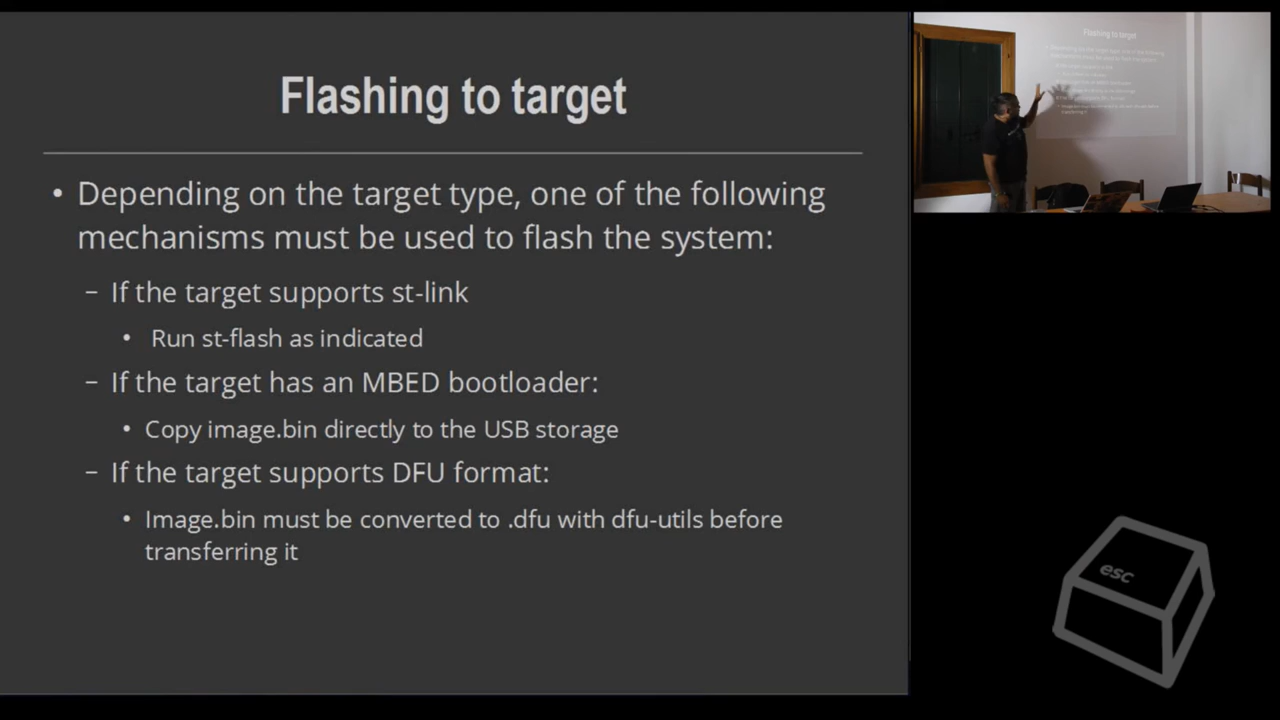 Flashing to target
• Depending on the target type, one of the following
mechanisms must be used to flash the system:
– If the target supports st-link
• Run st-flash as indicated
– If the target has an MBED bootloader:
• Copy image.bin directly to the USB storage
– If the target supports DFU format:
• Image.bin must be converted to .dfu with dfu-utils before
transferring it
Flashing to target
esc